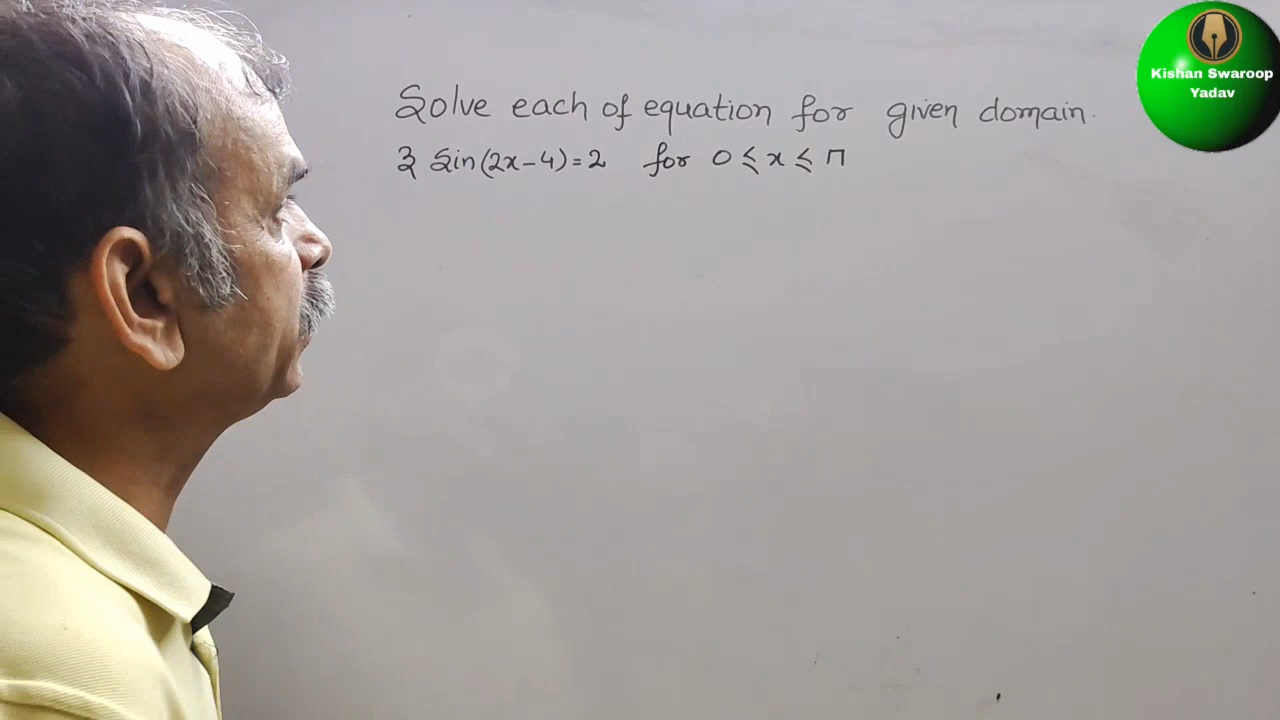 Solve each of equation for given domain.
3 Sin(2x-4)=2 for 0 ⩽ x ⩽ π
Kishan Swaroop
Yadav